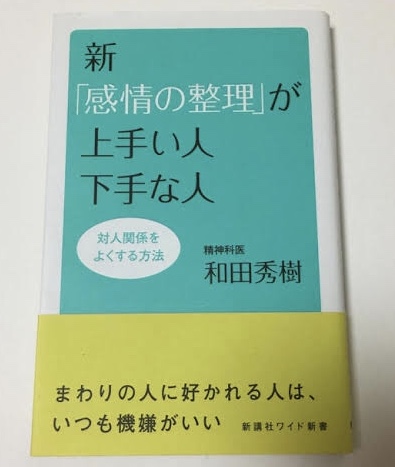 新
「感情の整理」が
上手い人
下手な人
対人関係を
よくする方法
精神科医
和田秀樹
まわりの人に好かれる人は、
いつも機嫌がいい
新講社ワイド新書